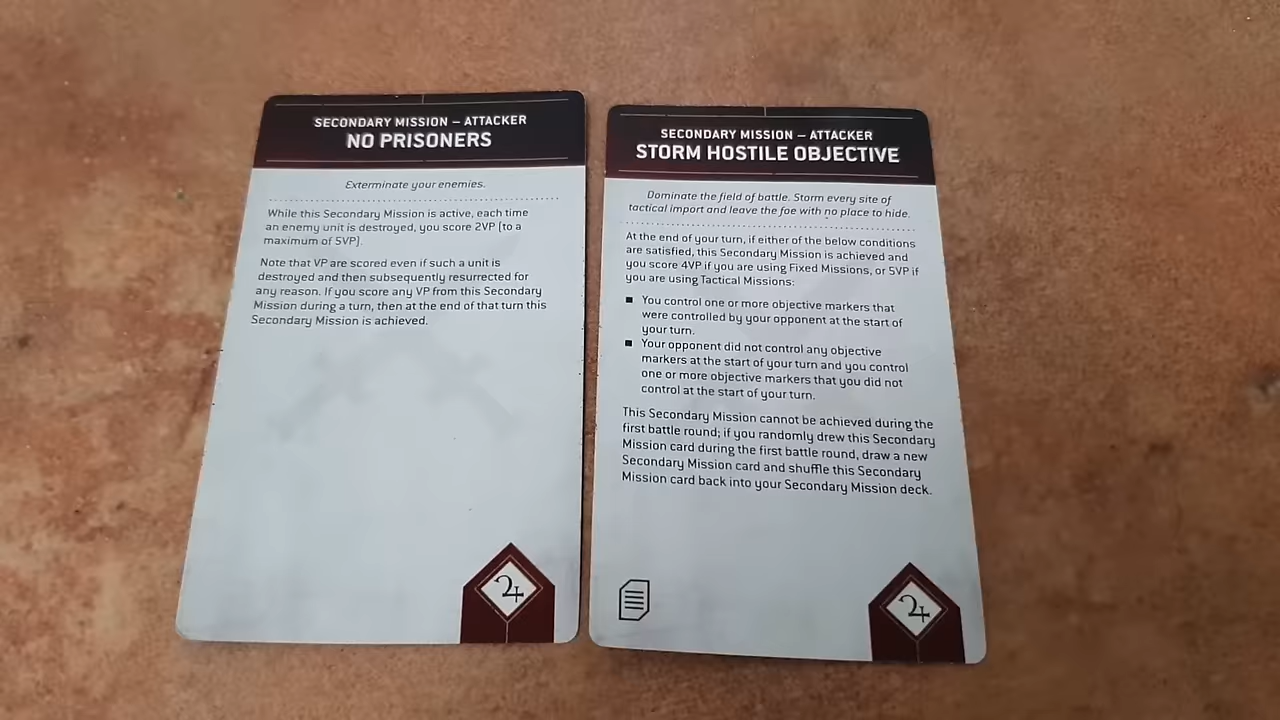 SECONDARY MISSION – ATTACKER
NO PRISONERS
Exterminate your enemies.
While this Secondary Mission is active, each time
an enemy unit is destroyed, you score 2VP (to a
maximum of 5VP).
Note that VP are scored even if such a unit is
destroyed and then subsequently resurrected for
any reason. If you score any VP from this Secondary
Mission during a turn, then at the end of that turn this
Secondary Mission is achieved.
SECONDARY MISSION – ATTACKER
STORM HOSTILE OBJECTIVE
Dominate the field of battle. Storm every site of
tactical import and leave the foe with no place to hide.
At the end of your turn, if either of the below conditions
are satisfied, this Secondary Mission is achieved and
you score 4VP if you are using Fixed Missions, or 5VP if
you are using Tactical Missions:
■ You control one or more objective markers that
were controlled by your opponent at the start of
your turn.
■ Your opponent did not control any objective
markers at the start of your turn and you control
one or more objective markers that you did not
control at the start of your turn.
This Secondary Mission cannot be achieved during the
first battle round; if you randomly drew this Secondary
Mission card during the first battle round, draw a new
Secondary Mission card and shuffle this Secondary
Mission card back into your Secondary Mission deck.